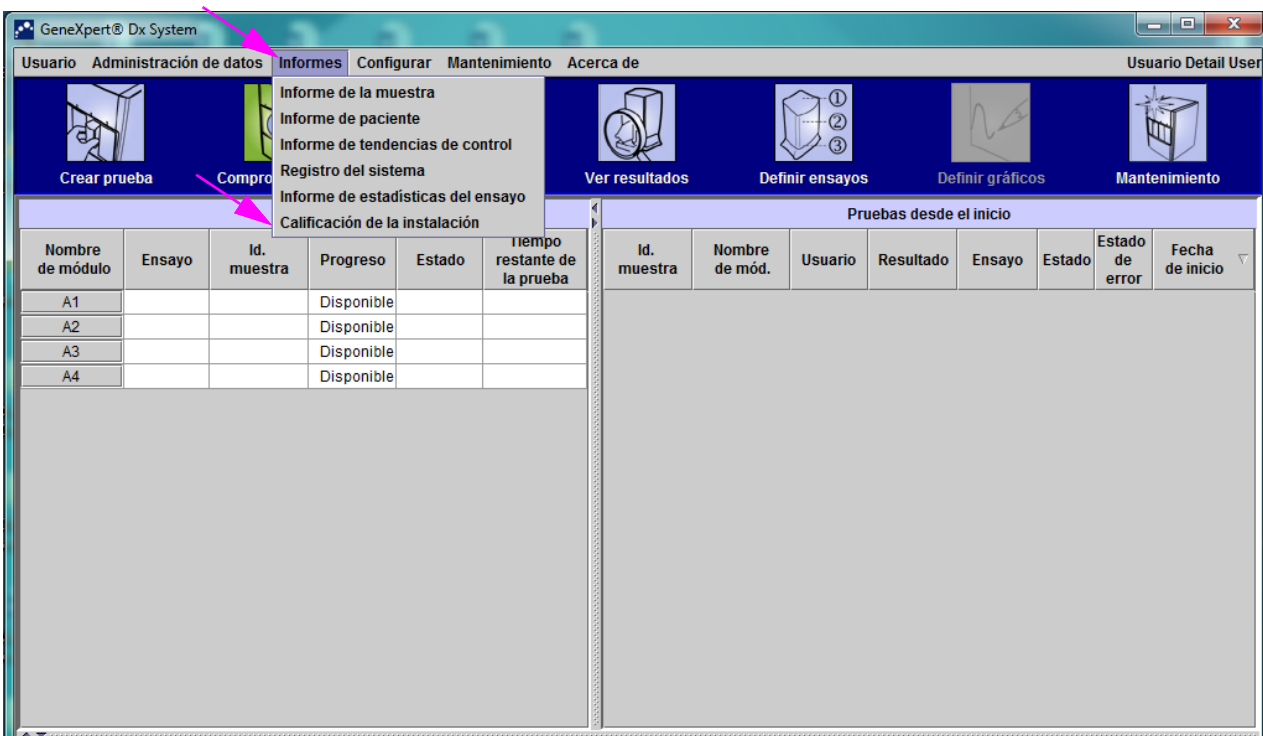 GeneXpert® Dx System
Usuario Administración de datos Informes Configurar Mantenimiento Acerca de Usuario Detail User
Informe de la muestra
Informe de paciente
Informe de tendencias de control
Registro del sistema
Informe de estadísticas del ensayo
Calificación de la instalación
Crear prueba
Ver resultados
Definir ensayos
Definir gráficos
Mantenimiento
Nombre
de módulo
Ensayo
Id.
muestra
Progreso
Estado
Tiempo
restante de
la prueba
A1 Disponible
A2 Disponible
A3 Disponible
A4 Disponible
Pruebas desde el inicio
Id.
muestra
Nombre
de mód.
Usuario
Resultado
Ensayo
Estado
Estado
de
error
Fecha
de inicio